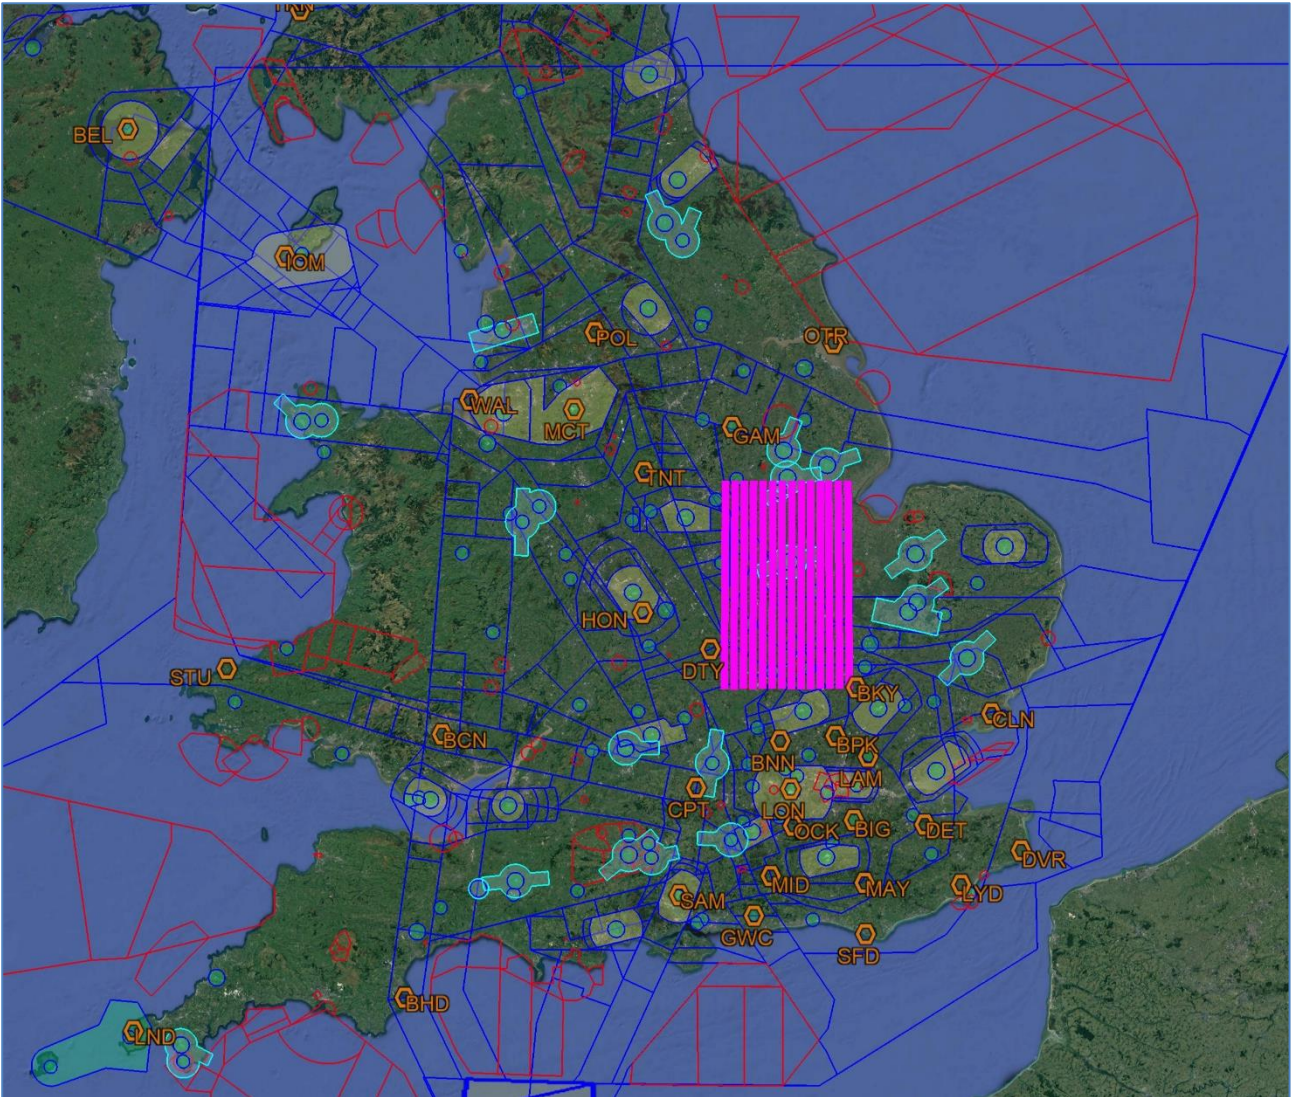 TRN
BEL
IOM
POL
OTR
WAL
MCT
GAM
TNT
HON
DTY
STU
BKY
CLN
BCN
BNN
BPK
LAM
CPT
LON
OCK
BIG
DET
DVR
MID
MAY
LYD
SAM
GWC
SFD
BHD
LND